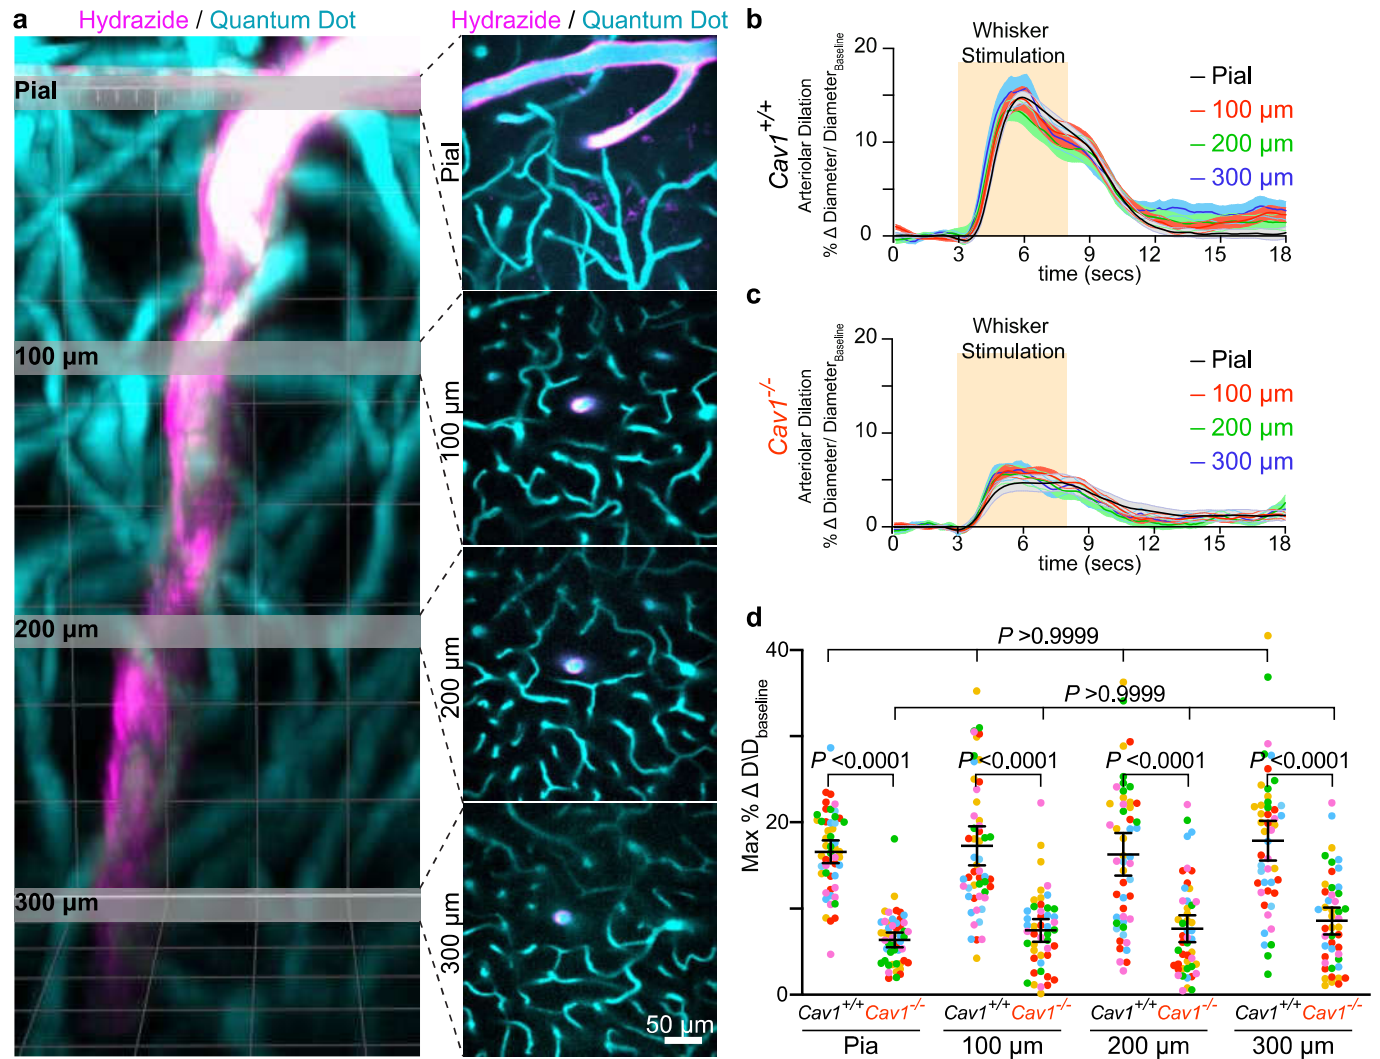 a
Hydrazide / Quantum Dot
Hydrazide / Quantum Dot
Pial
100 µm
200 µm
300 µm
Pial
100 µm
200 µm
300 µm
50 µm
b
Cav1+/+
Arteriolar Dilation
% Δ Diameter/ DiameterBaseline
20
10
0
Whisker
Stimulation
– Pial
– 100 µm
– 200 µm
– 300 µm
0 3 6 9 12 15 18
time (secs)
c
Cav1-/-
Arteriolar Dilation
% Δ Diameter/ DiameterBaseline
20
10
0
Whisker
Stimulation
– Pial
– 100 µm
– 200 µm
– 300 µm
0 3 6 9 12 15 18
time (secs)
d
Max % Δ D\Dbaseline
40
20
0
P >0.9999
P >0.9999
P <0.0001 P <0.0001 P <0.0001 P <0.0001
Cav1+/+ Cav1-/- Cav1+/+ Cav1-/- Cav1+/+ Cav1-/- Cav1+/+ Cav1-/-
Pia 100 µm 200 µm 300 µm